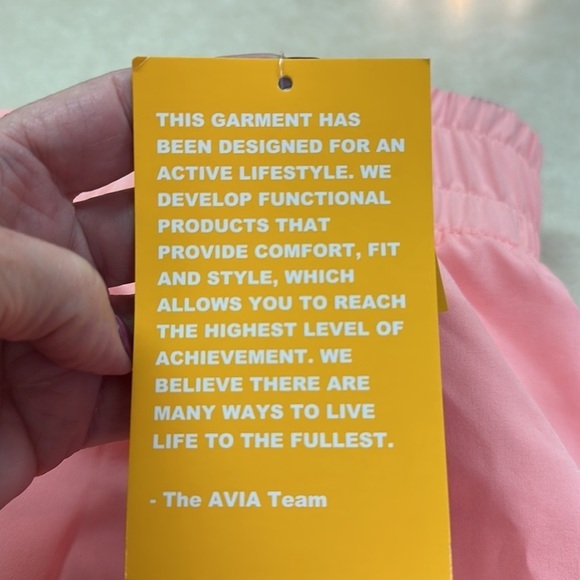 THIS GARMENT HAS
BEEN DESIGNED FOR AN
ACTIVE LIFESTYLE. WE
DEVELOP FUNCTIONAL
PRODUCTS THAT
PROVIDE COMFORT, FIT
AND STYLE, WHICH
ALLOWS YOU TO REACH
THE HIGHEST LEVEL OF
ACHIEVEMENT. WE
BELIEVE THERE ARE
MANY WAYS TO LIVE
LIFE TO THE FULLEST.
- The AVIA Team